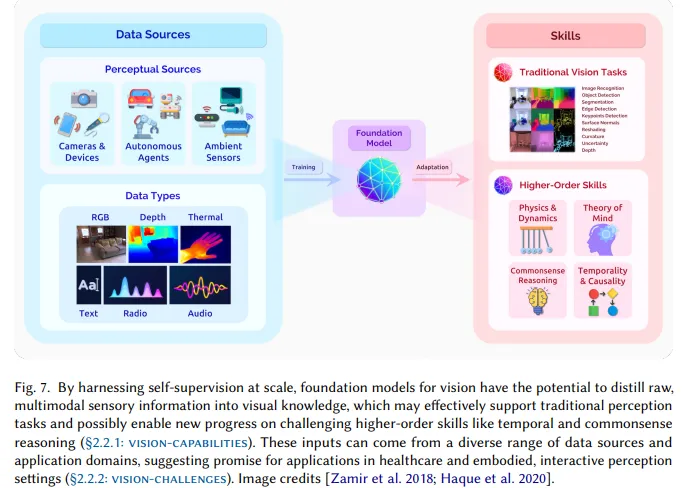 Data Sources
Perceptual Sources
Cameras &
Devices
Autonomous
Agents
Ambient
Sensors
Data Types
RGB
Depth
Thermal
Aa
Text
Radio
Audio
Training
Foundation
Model
Adaptation
Skills
Traditional Vision Tasks
Image Recognition
Object Detection
Segmentation
Edge Detection
Keypoints Detection
Surface Normals
Reshading
Curvature
Uncertainty
Depth
Higher-Order Skills
Physics &
Dynamics
Theory of
Mind
Commonsense
Reasoning
Temporality
& Causality
Fig. 7. By harnessing self-supervision at scale, foundation models for vision have the potential to distill raw,
multimodal sensory information into visual knowledge, which may effectively support traditional perception
tasks and possibly enable new progress on challenging higher-order skills like temporal and commonsense
reasoning (§2.2.1: VISION-CAPABILITIES). These inputs can come from a diverse range of data sources and
application domains, suggesting promise for applications in healthcare and embodied, interactive perception
settings (§2.2.2: VISION-CHALLENGES). Image credits [Zamir et al. 2018; Haque et al. 2020].